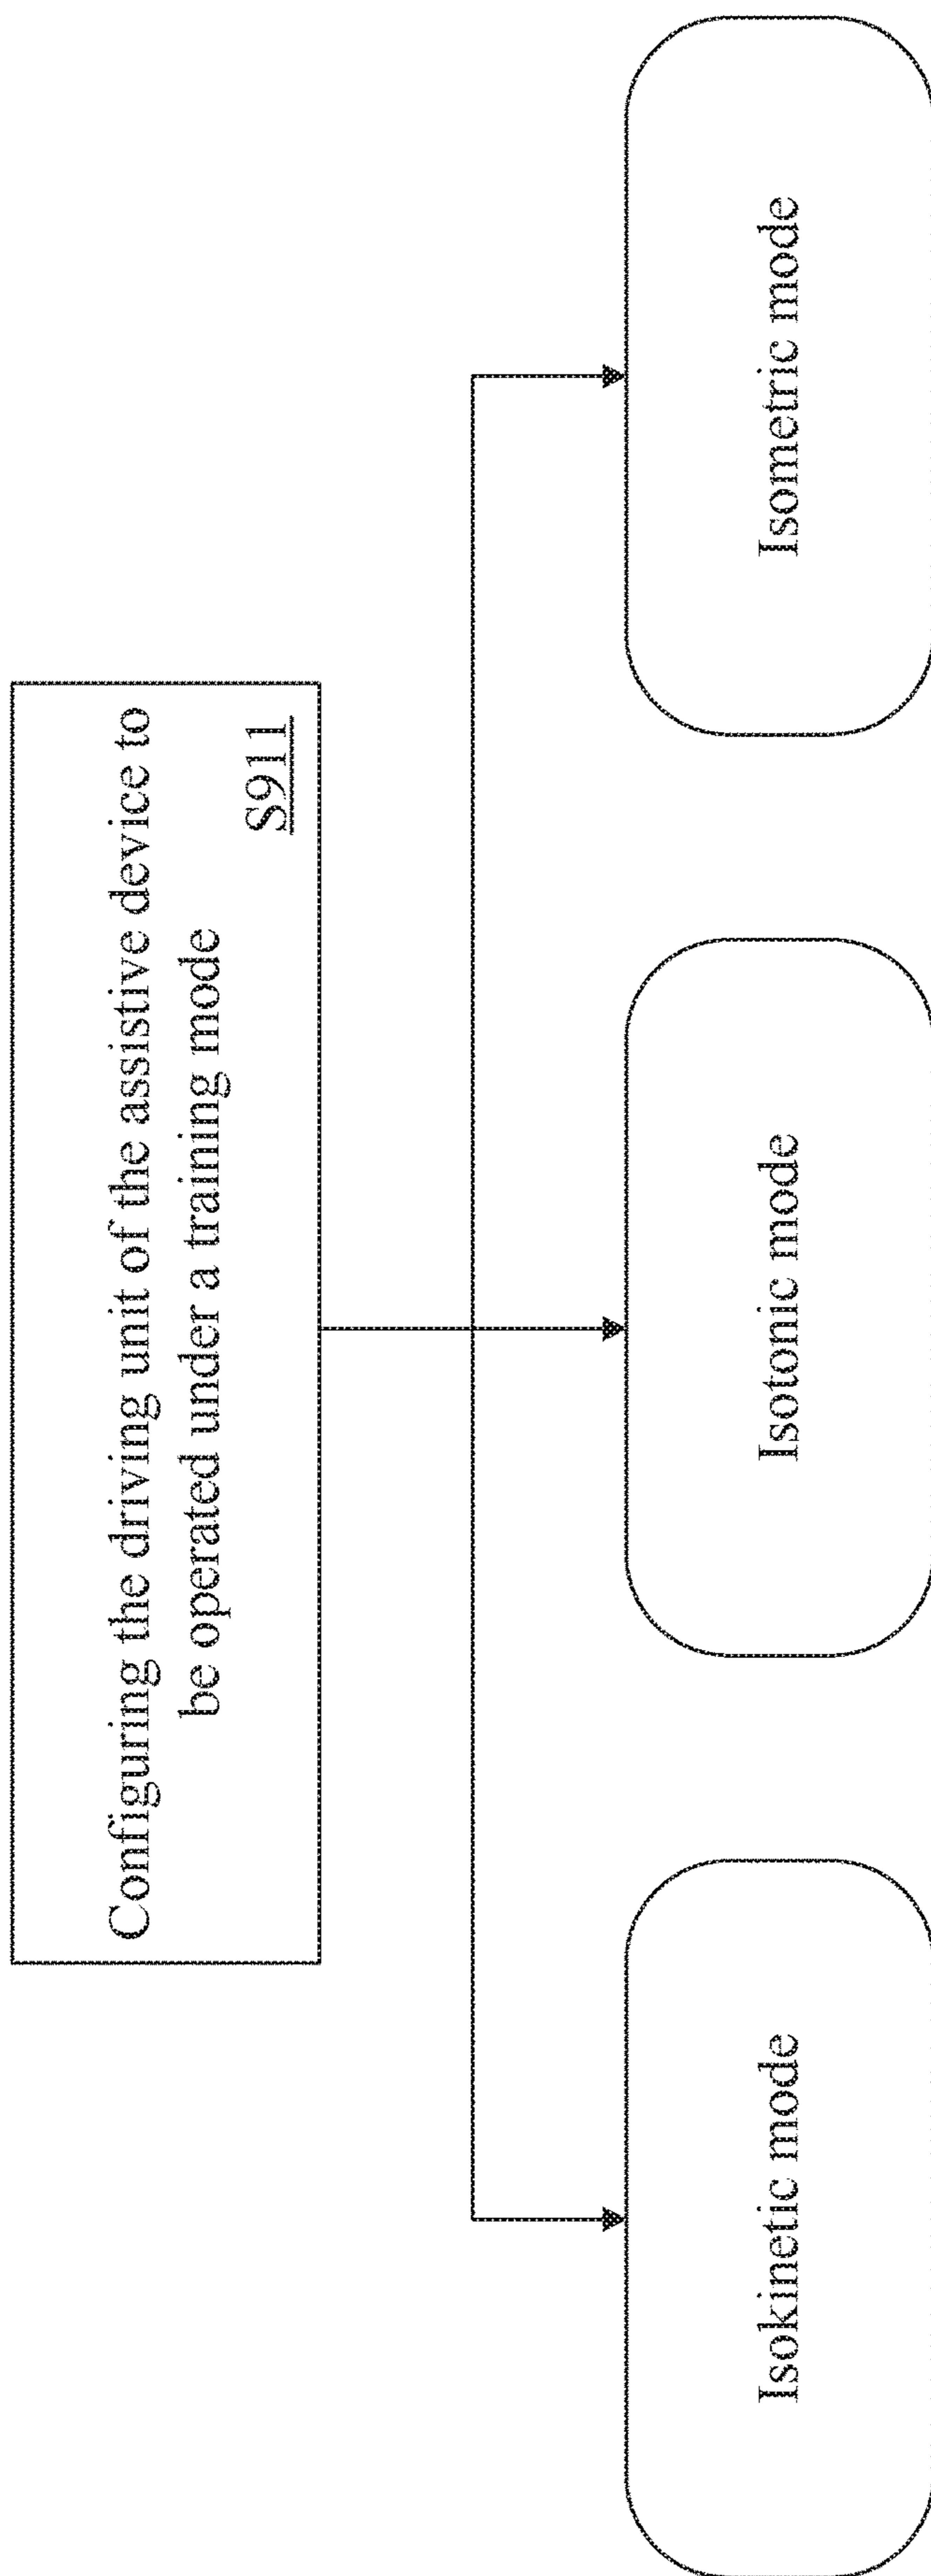 Configuring the driving unit of the assistive device to
be operated under a training mode
S911
Isokinetic mode
Isotonic mode
Isometric mode